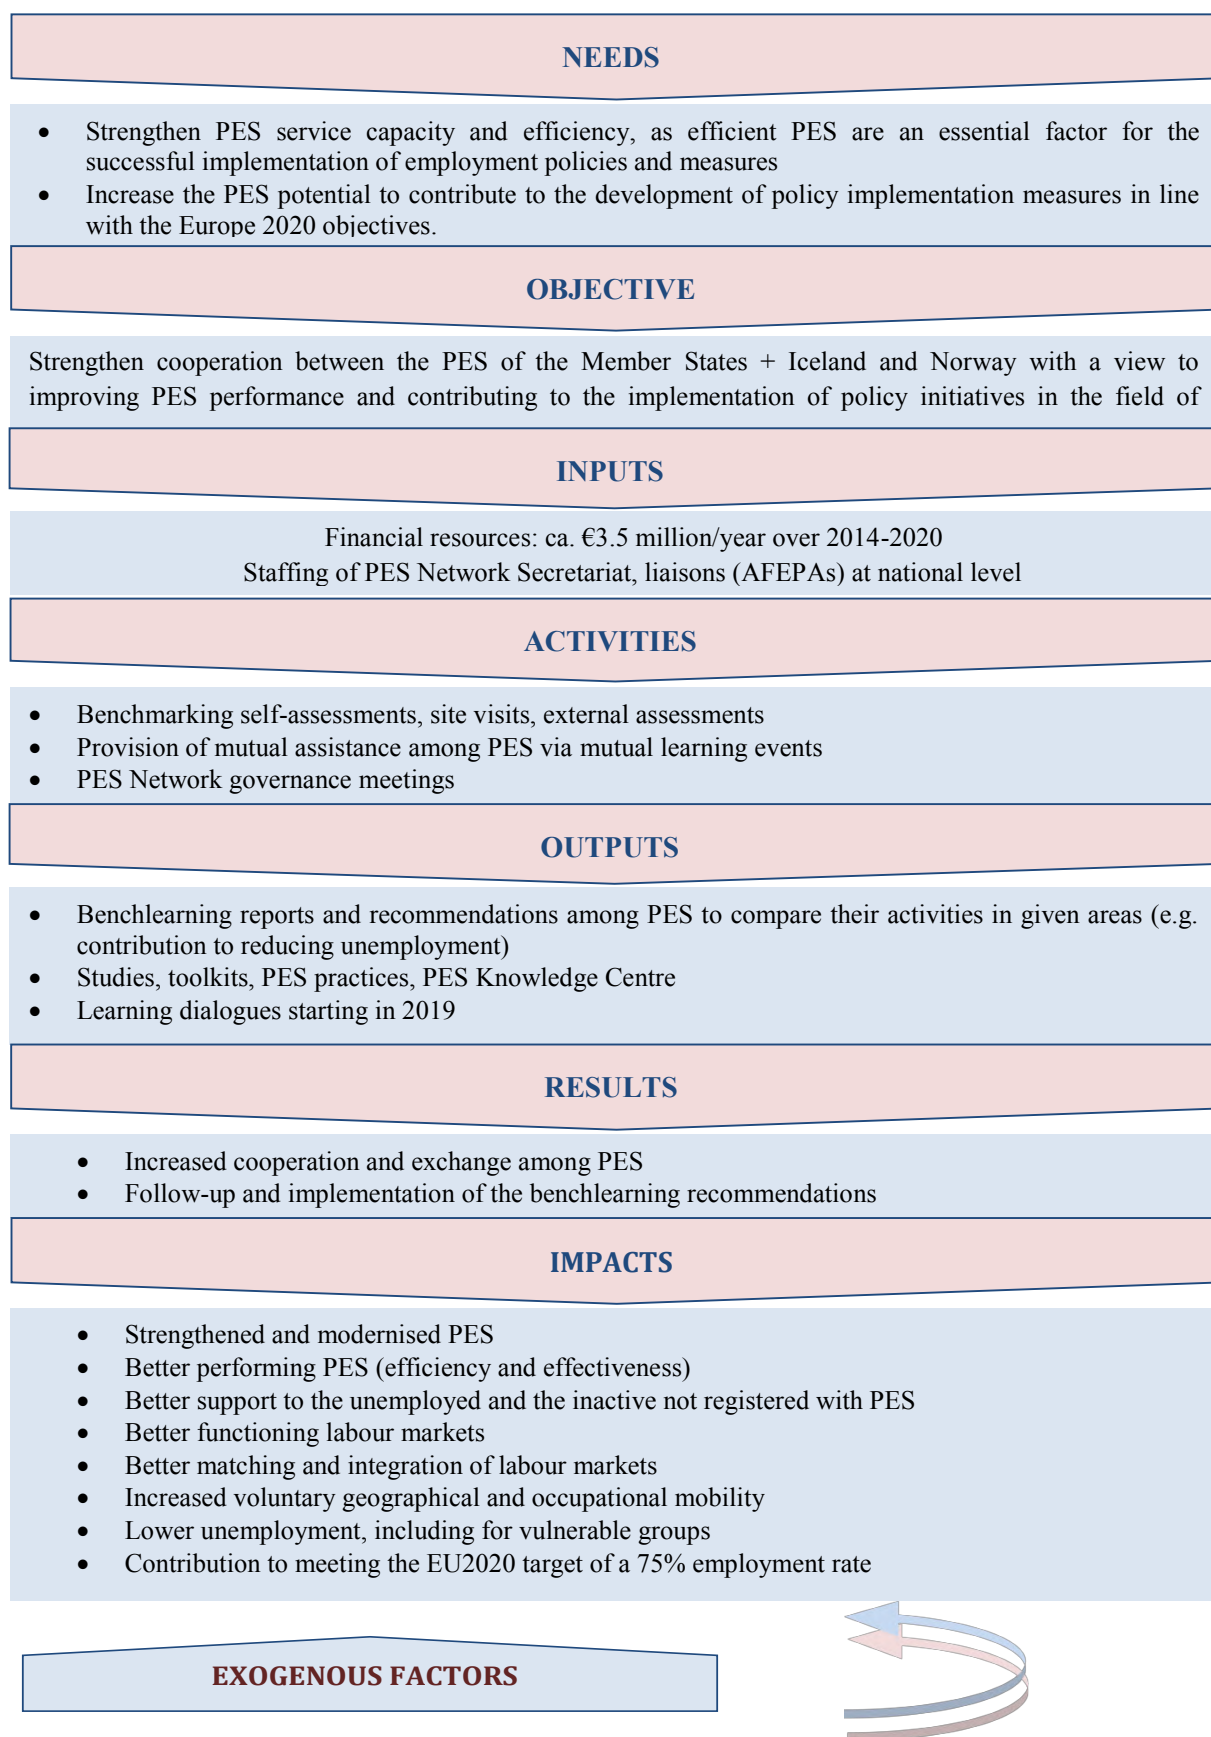 NEEDS
• Strengthen PES service capacity and efficiency, as efficient PES are an essential factor for the
successful implementation of employment policies and measures
• Increase the PES potential to contribute to the development of policy implementation measures in line
with the Europe 2020 objectives.
OBJECTIVE
Strengthen cooperation between the PES of the Member States + Iceland and Norway with a view to
improving PES performance and contributing to the implementation of policy initiatives in the field of
INPUTS
Financial resources: ca. €3.5 million/year over 2014-2020
Staffing of PES Network Secretariat, liaisons (AFEPAs) at national level
ACTIVITIES
• Benchmarking self-assessments, site visits, external assessments
• Provision of mutual assistance among PES via mutual learning events
• PES Network governance meetings
OUTPUTS
• Benchlearning reports and recommendations among PES to compare their activities in given areas (e.g.
contribution to reducing unemployment)
• Studies, toolkits, PES practices, PES Knowledge Centre
• Learning dialogues starting in 2019
RESULTS
• Increased cooperation and exchange among PES
• Follow-up and implementation of the benchlearning recommendations
IMPACTS
• Strengthened and modernised PES
• Better performing PES (efficiency and effectiveness)
• Better support to the unemployed and the inactive not registered with PES
• Better functioning labour markets
• Better matching and integration of labour markets
• Increased voluntary geographical and occupational mobility
• Lower unemployment, including for vulnerable groups
• Contribution to meeting the EU2020 target of a 75% employment rate
EXOGENOUS FACTORS